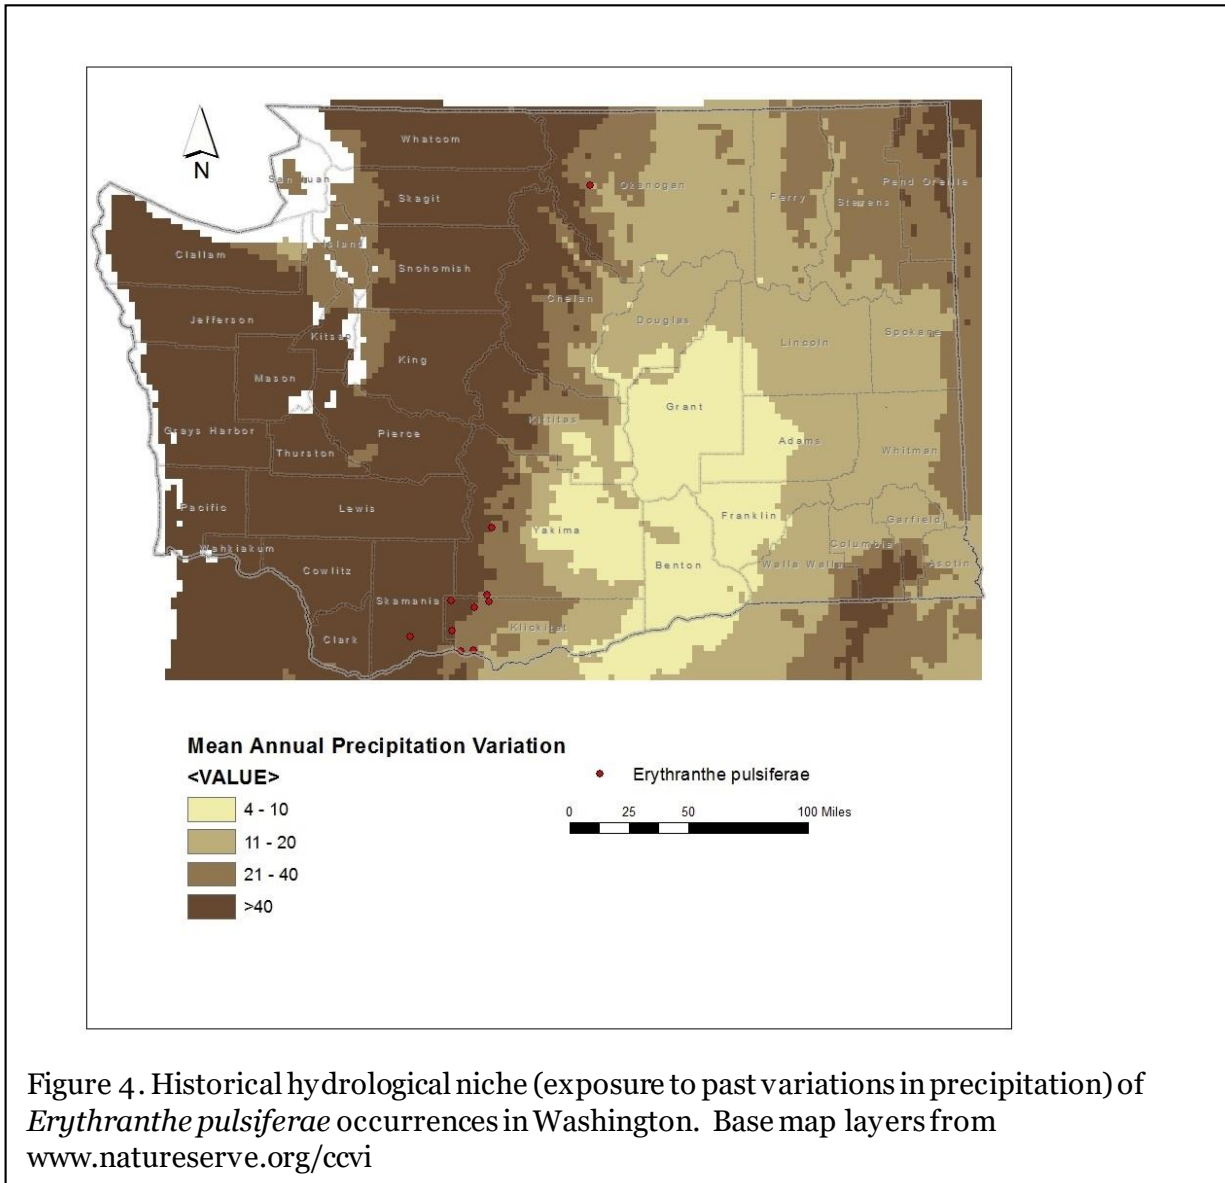 N
Whatcom
San Juan
Okanogan
Ferry
Stevens
Pend Oreille
Skagit
Island
Clallam
Snohomish
Chelan
Jefferson
Douglas
Kitsap
Spokane
King
Lincoln
Mason
Grant
Kittitas
Grays Harbor
Pierce
Adams
Thurston
Whitman
Pacific
Lewis
Franklin
Garfield
Yakima
Columbia
Wahkiakum
Cowlitz
Benton
Walla Walla
Asotin
Skamania
Klickitat
Clark
Mean Annual Precipitation Variation
<VALUE>
4 - 10
11 - 20
21 - 40
>40
Erythranthe pulsiferae
0 25 50 100 Miles
Figure 4. Historical hydrological niche (exposure to past variations in precipitation) of
Erythranthe pulsiferae occurrences in Washington. Base map layers from
www.natureserve.org/ccvi